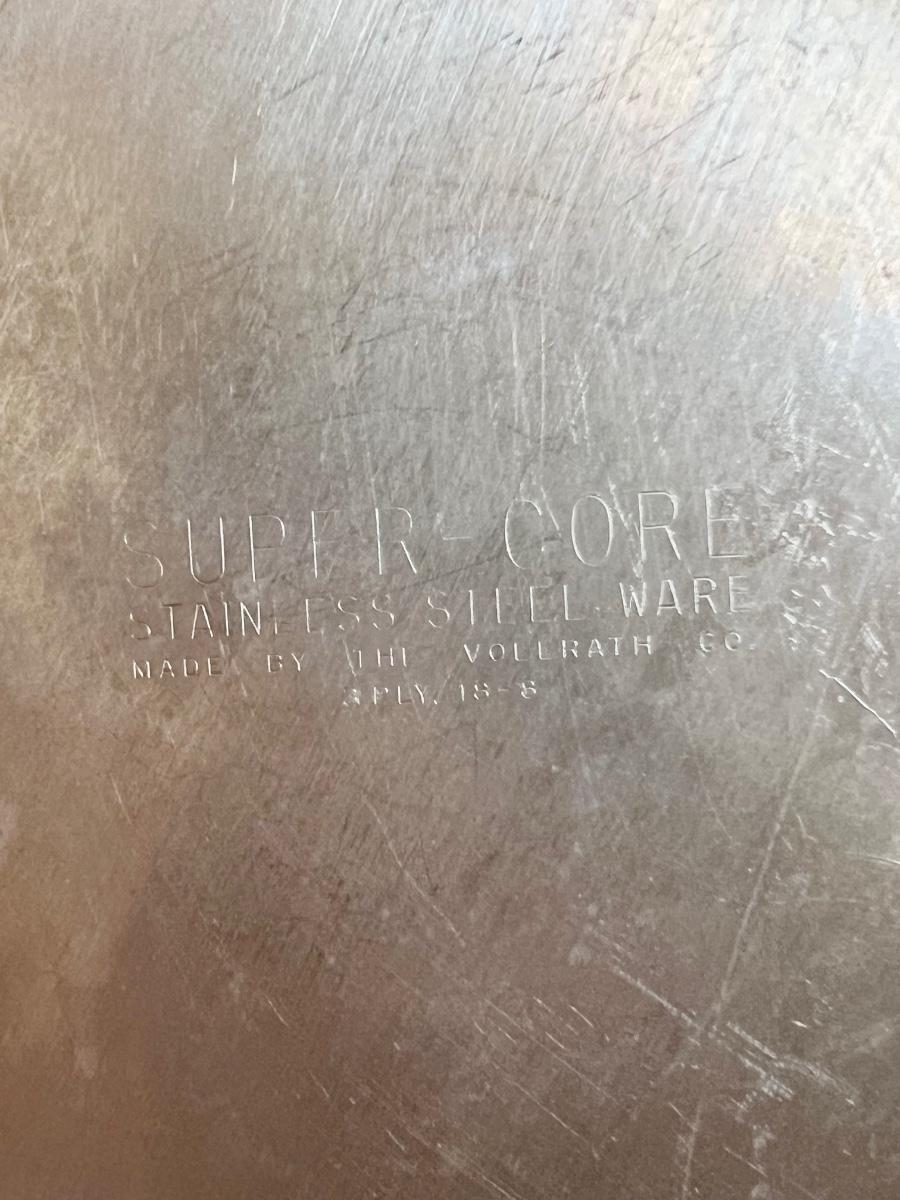 SUPER-CORE
STAINLESS STEEL WARE
MADE BY THE VOLLRATH CO.
3 PLY. 18-8